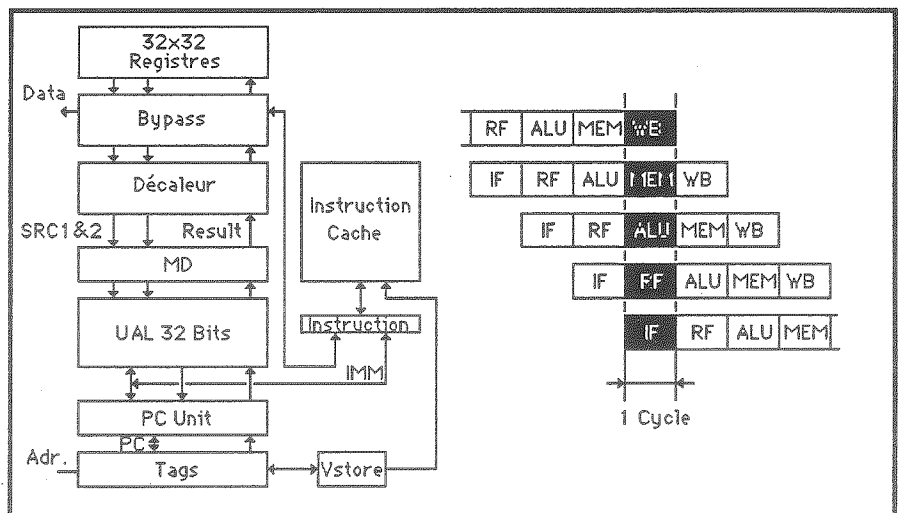 32x32
Registres
Data
Bypass
Décaleur
SRC1&2
Result
MD
UAL 32 Bits
Instruction
Cache
Instruction
IMM
PC Unit
PC
Adr.
Tags
Vstore
RF ALU MEM WB
IF RF ALU MEM WB
IF RF ALU MEM WB
IF RF ALU MEM WB
IF RF ALU MEM
1 Cycle